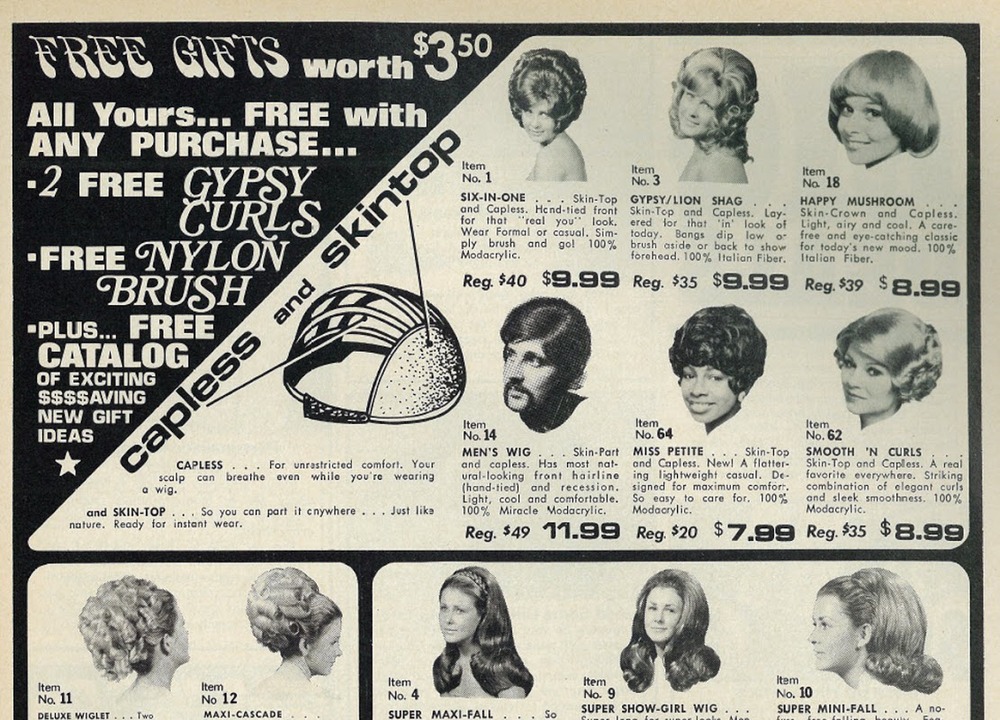 FREE GIFTS worth $3.50
All Yours... FREE with
ANY PURCHASE...
▪2 FREE GYPSY
CURLS
▪FREE NYLON
BRUSH
▪PLUS... FREE
CATALOG
OF EXCITING
$$$$AVING
NEW GIFT
IDEAS
capless and skintop
CAPLESS . . . For unrestricted comfort. Your
scalp can breathe even while you're wearing
a wig.
and SKIN-TOP . . . So you can part it anywhere . . . Just like
nature. Ready for instant wear.
Item
No. 1
SIX-IN-ONE . . . Skin-Top
and Capless. Hand-tied front
for that "real you" look.
Wear Formal or casual. Sim-
ply brush and go! 100%
Modacrylic.
Reg. $40 $9.99
Item
No. 3
GYPSY/LION SHAG . . .
Skin-Top and Capless. Lay-
ered for that 'in' look of
today. Bangs dip low or
brush aside or back to show
forehead. 100% Italian Fiber.
Reg. $35 $9.99
Item
No. 18
HAPPY MUSHROOM . . .
Skin-Crown and Capless.
Light, airy and cool. A care-
free and eye-catching classic
for today's new mood. 100%
Italian Fiber.
Reg. $39 $8.99
Item
No. 14
MEN'S WIG . . . Skin-Part
and capless. Has most nat-
ural-looking front hairline
(hand-tied) and recession.
Light, cool and comfortable.
100% Miracle Modacrylic.
Reg. $49 11.99
Item
No. 64
MISS PETITE . . . Skin-Top
and Capless. New! A flatter-
ing lightweight casual. De-
signed for maximum comfort.
So easy to care for. 100%
Modacrylic.
Reg. $20 $7.99
Item
No. 62
SMOOTH 'N CURLS . . . .
Skin-Top and Capless. A real
favorite everywhere. Striking
combination of elegant curls
and sleek smoothness. 100%
Modacrylic.
Reg. $35 $8.99
Item
No. 11
DELUXE WIGLET . . . Two
Item
No 12
MAXI-CASCADE . . .
Item
No. 4
SUPER MAXI-FALL . . . So
Item
No. 9
SUPER SHOW-GIRL WIG . . .
Item
No. 10
SUPER MINI-FALL . . . A no-